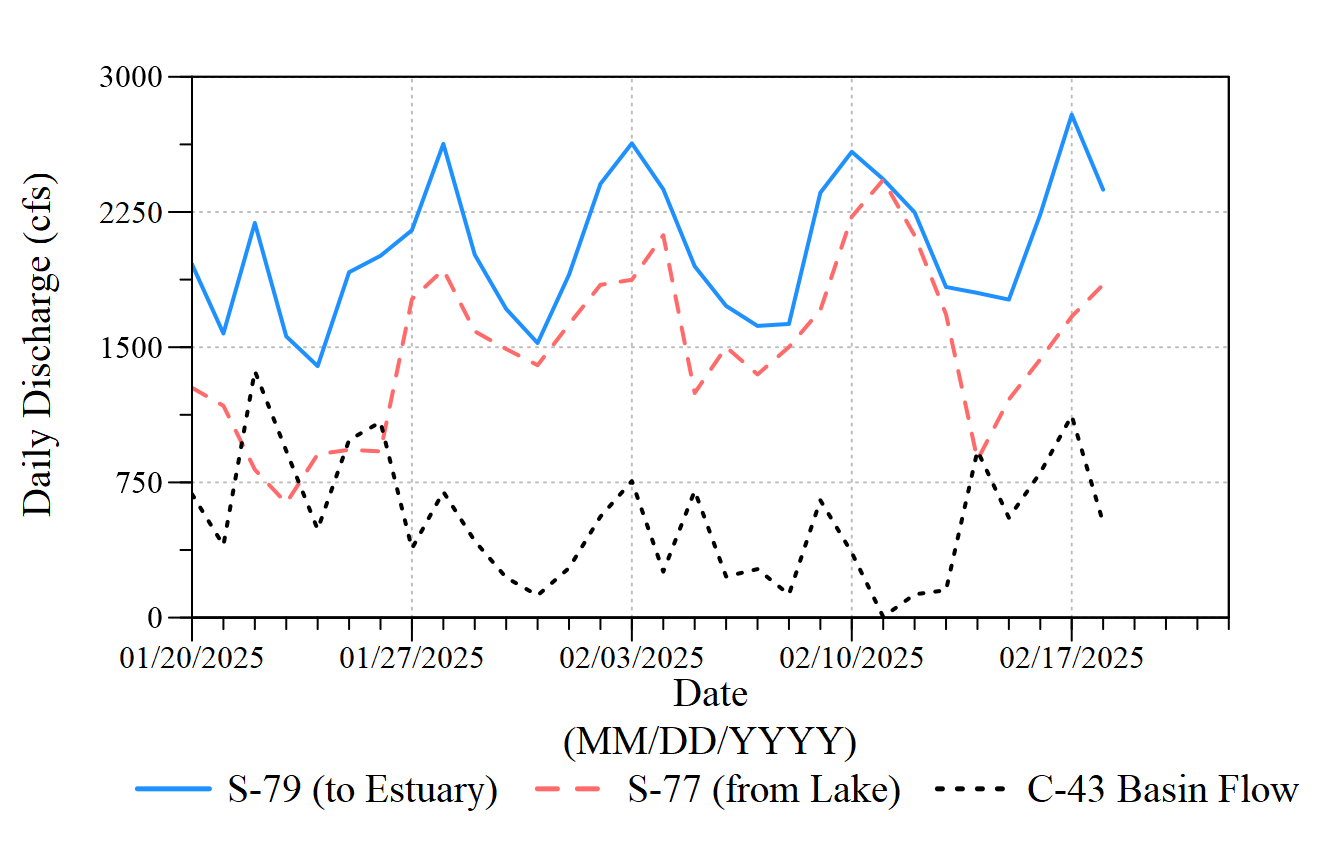 3000
2250
1500
750
0
Daily Discharge (cfs)
01/20/2025 01/27/2025 02/03/2025 02/10/2025 02/17/2025
Date
(MM/DD/YYYY)
S-79 (to Estuary) S-77 (from Lake) C-43 Basin Flow